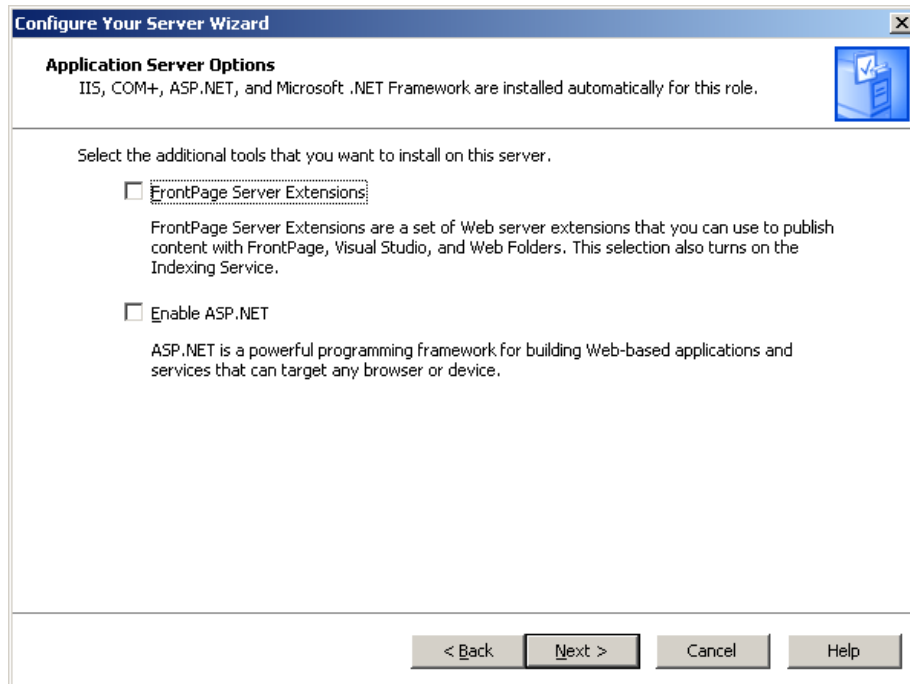 Configure Your Server Wizard
Application Server Options
IIS, COM+, ASP.NET, and Microsoft .NET Framework are installed automatically for this role.
Select the additional tools that you want to install on this server.
FrontPage Server Extensions
FrontPage Server Extensions are a set of Web server extensions that you can use to publish
content with FrontPage, Visual Studio, and Web Folders. This selection also turns on the
Indexing Service.
Enable ASP.NET
ASP.NET is a powerful programming framework for building Web-based applications and
services that can target any browser or device.
< Back Next > Cancel Help